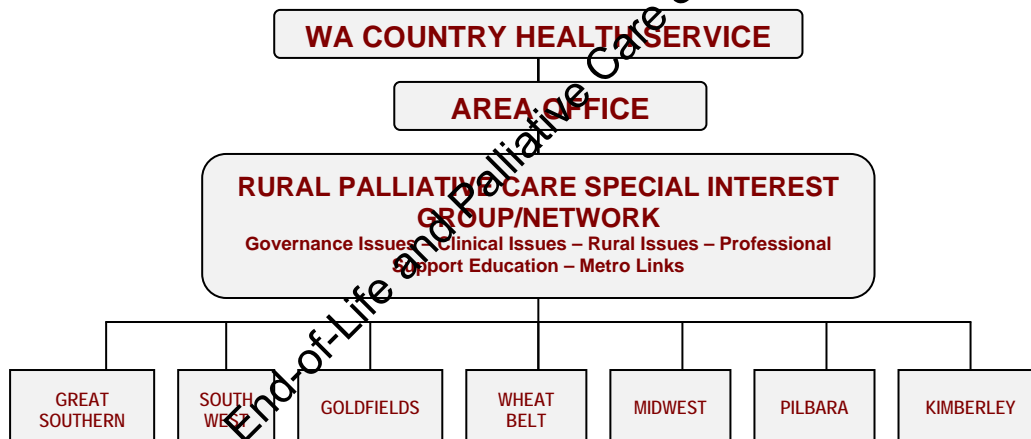 WA COUNTRY HEALTH SERVICE
AREA OFFICE
RURAL PALLIATIVE CARE SPECIAL INTEREST
GROUP/NETWORK
Governance Issues – Clinical Issues – Rural Issues – Professional
Support Education – Metro Links
GREAT
SOUTHERN
SOUTH
WEST
GOLDFIELDS
WHEAT
BELT
MIDWEST
PILBARA
KIMBERLEY
End-of-Life and Palliative Care